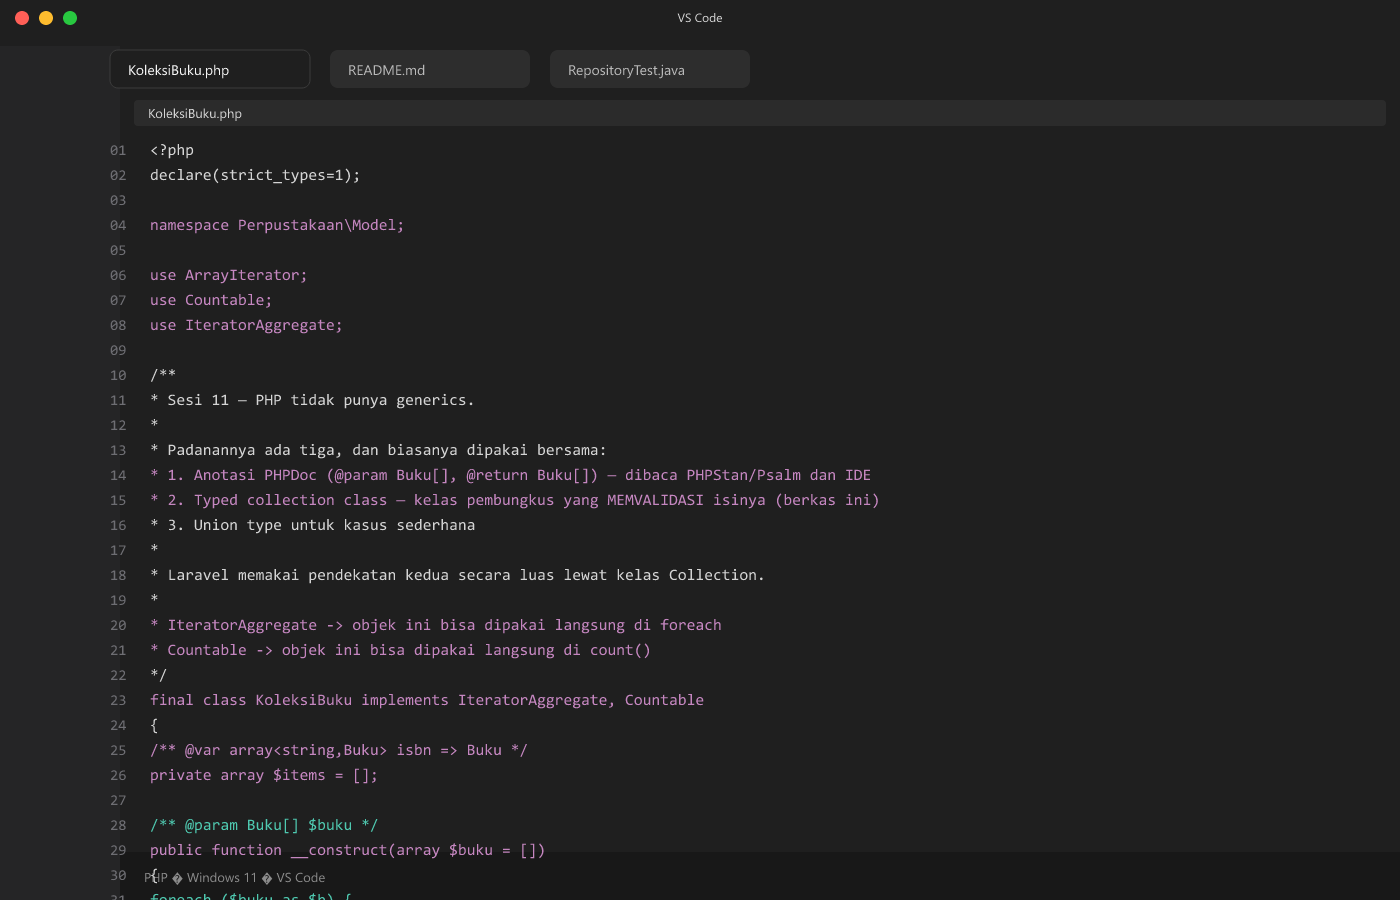 VS Code
KoleksiBuku.php
README.md
RepositoryTest.java
KoleksiBuku.php
01 <?php
02 declare(strict_types=1);
03
04 namespace Perpustakaan\Model;
05
06 use ArrayIterator;
07 use Countable;
08 use IteratorAggregate;
09
10 /**
11 * Sesi 11 — PHP tidak punya generics.
12 *
13 * Padanannya ada tiga, dan biasanya dipakai bersama:
14 * 1. Anotasi PHPDoc (@param Buku[], @return Buku[]) — dibaca PHPStan/Psalm dan IDE
15 * 2. Typed collection class — kelas pembungkus yang MEMVALIDASI isinya (berkas ini)
16 * 3. Union type untuk kasus sederhana
17 *
18 * Laravel memakai pendekatan kedua secara luas lewat kelas Collection.
19 *
20 * IteratorAggregate -> objek ini bisa dipakai langsung di foreach
21 * Countable -> objek ini bisa dipakai langsung di count()
22 */
23 final class KoleksiBuku implements IteratorAggregate, Countable
24 {
25 /** @var array<string,Buku> isbn => Buku */
26 private array $items = [];
27
28 /** @param Buku[] $buku */
29 public function __construct(array $buku = [])
30 {
PHP � Windows 11 � VS Code
31 foreach ($buku as $b) {